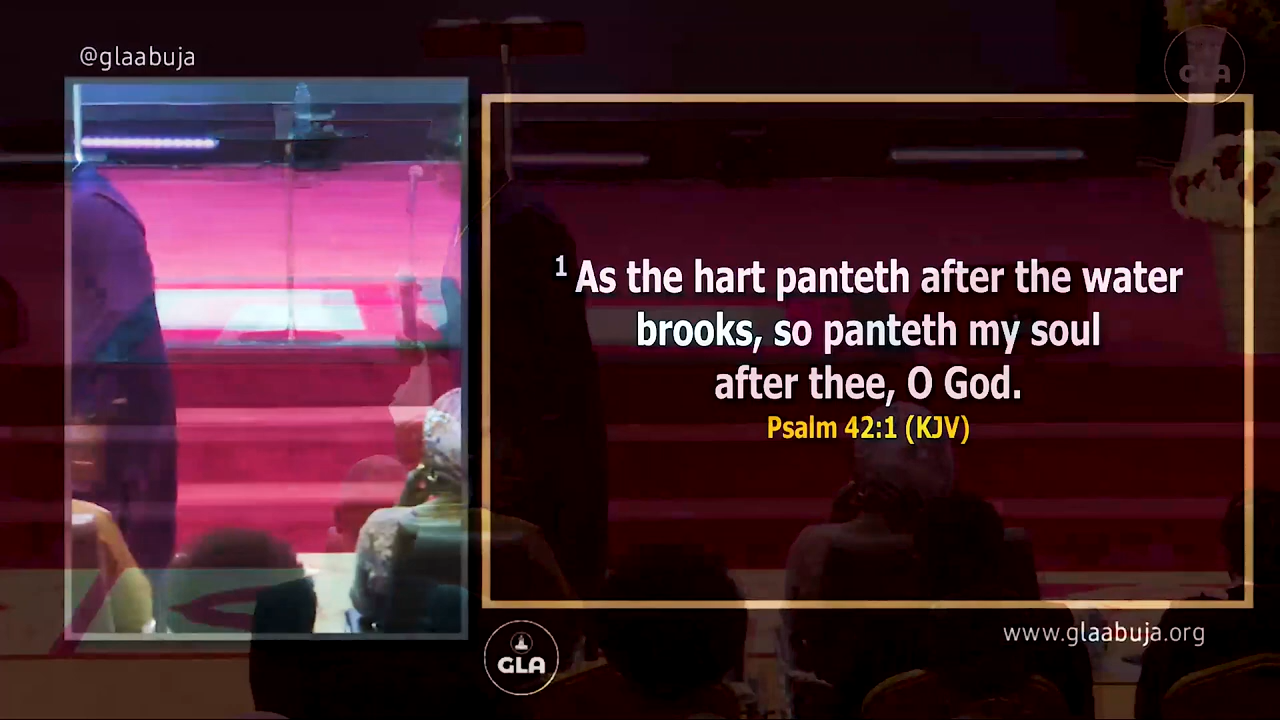 @glaabuja
GLA
1 As the hart panteth after the water
brooks, so panteth my soul
after thee, O God.
Psalm 42:1 (KJV)
www.glaabuja.org
GLA